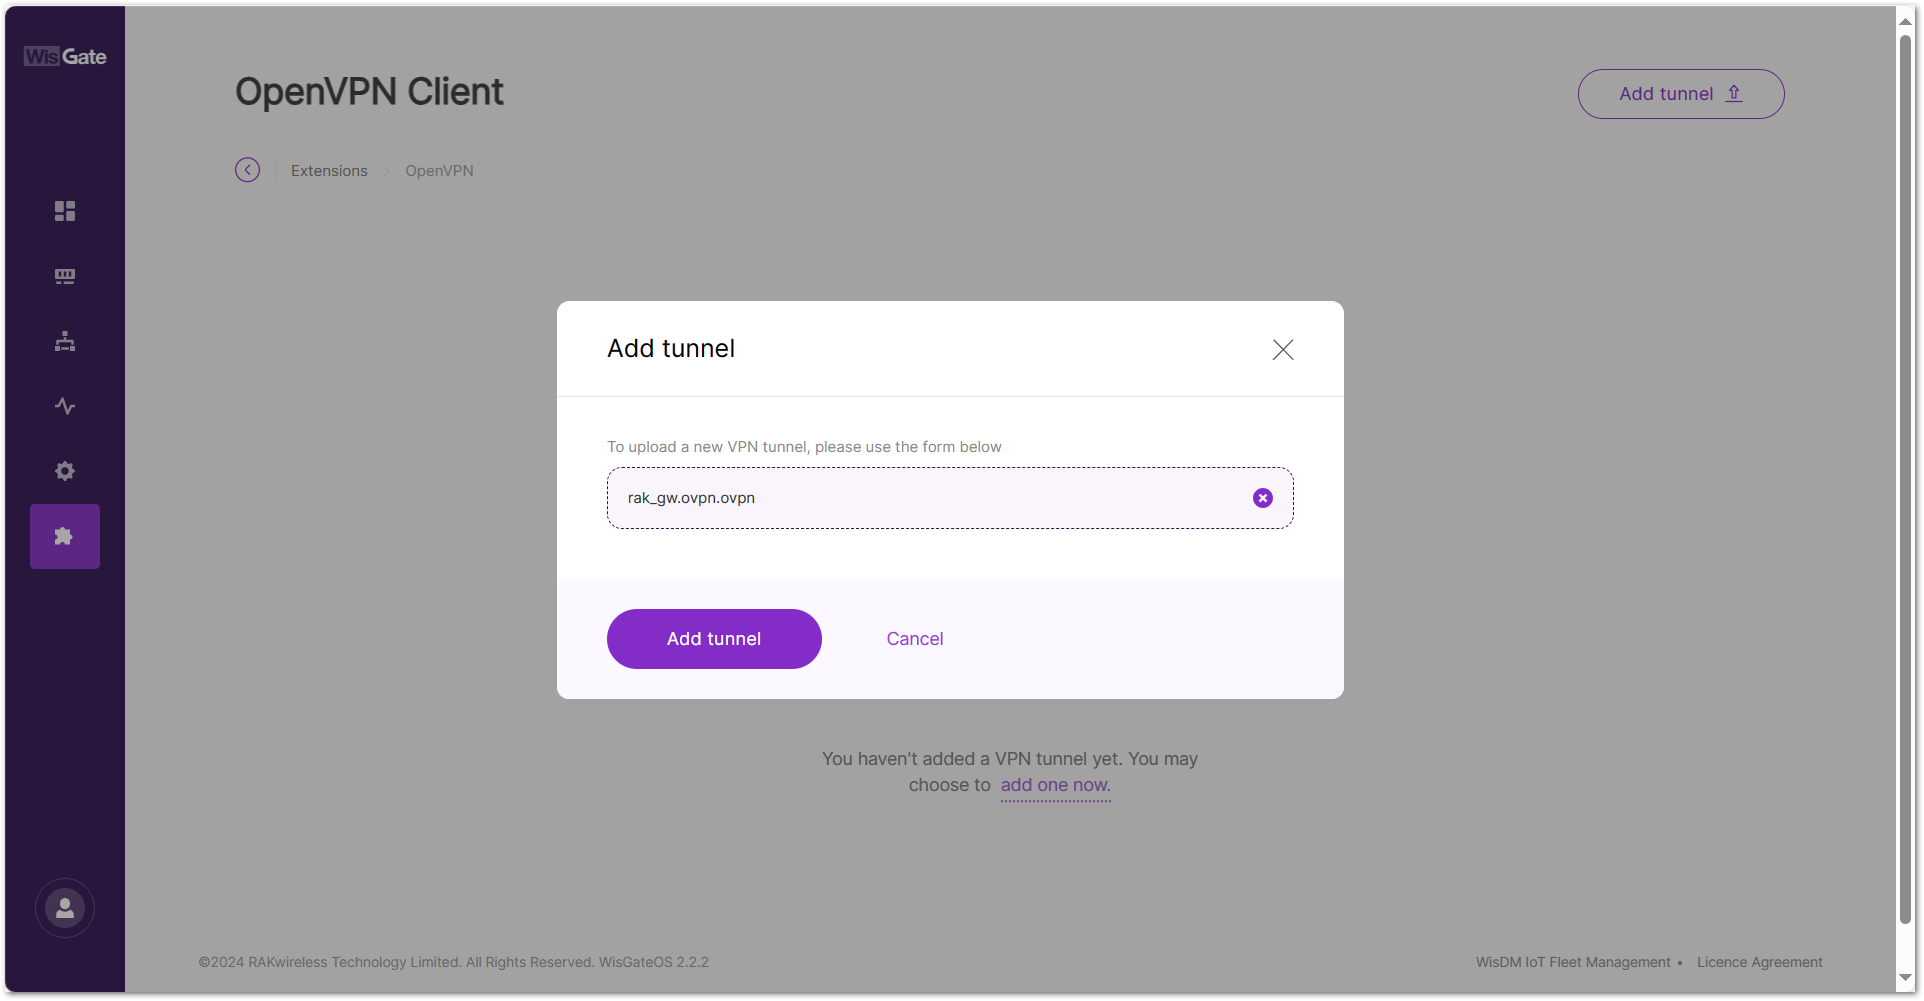 WisGate
OpenVPN Client
Add tunnel
Extensions
OpenVPN
Add tunnel
To upload a new VPN tunnel, please use the form below
rak_gw.ovpn.ovpn
Add tunnel
Cancel
You haven't added a VPN tunnel yet. You may
choose to add one now.
©2024 RAKwireless Technology Limited. All Rights Reserved. WisGateOS 2.2.2
WisDM IoT Fleet Management • Licence Agreement